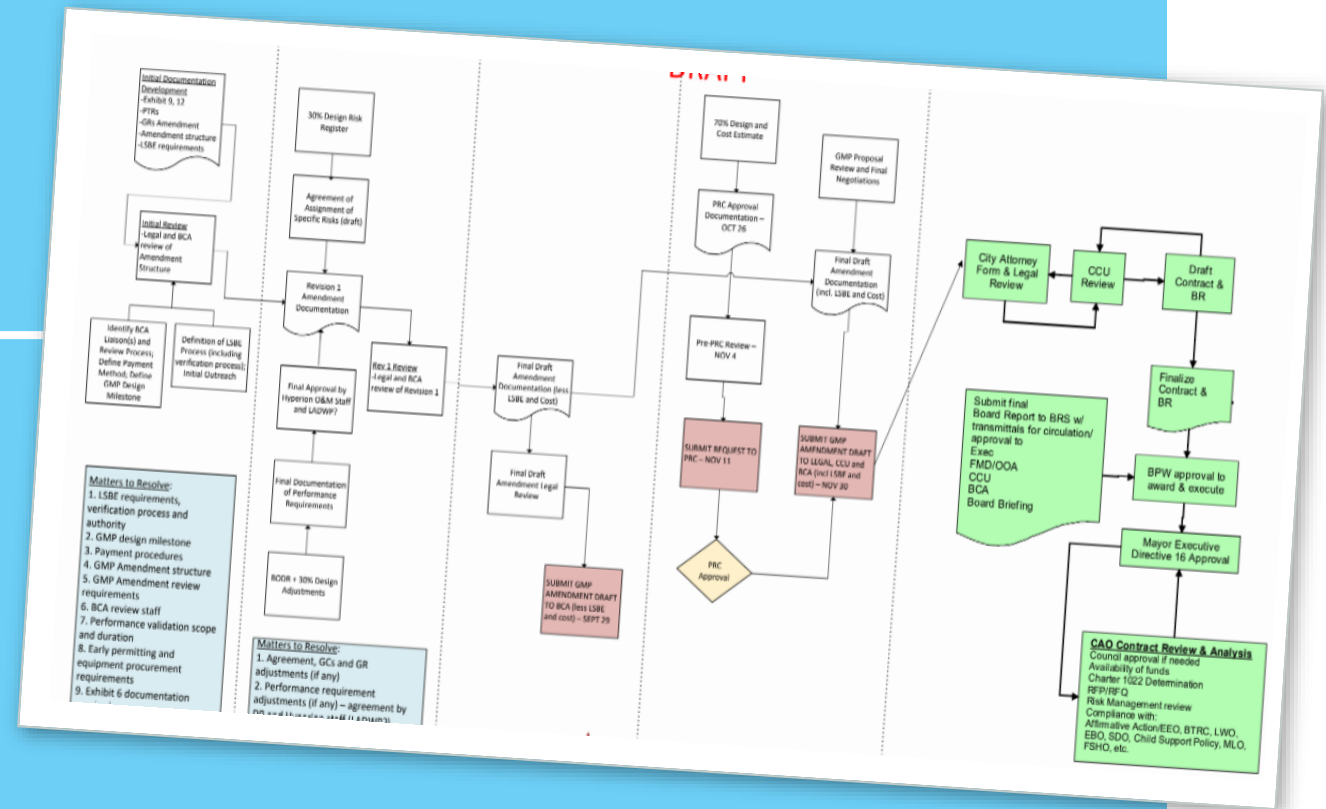 DRAFT
Initial Documentation
Development
-Exhibit 9, 12
-PTRs
-GRs Amendment
-Amendment structure
-LSBE requirements
Initial Review
-Legal and BCA
review of
Amendment
Structure
Identify BCA
Liaison(s) and
Review Process;
Define Payment
Method; Define
GMP Design
Milestone
Definition of LSBE
Process (including
verification process);
Initial Outreach
Matters to Resolve:
1. LSBE requirements,
verification process and
authority
2. GMP design milestone
3. Payment procedures
4. GMP Amendment structure
5. GMP Amendment review
requirements
6. BCA review staff
7. Performance validation scope
and duration
8. Early permitting and
equipment procurement
requirements
9. Exhibit 6 documentation
30% Design Risk
Register
Agreement of
Assignment of
Specific Risks (draft)
Revision 1
Amendment
Documentation
Rev 1 Review
-Legal and BCA
review of Revision 1
Final Approval by
Hyperion O&M Staff
and LADWP?
Final Documentation
of Performance
Requirements
BODR + 30% Design
Adjustments
Matters to Resolve:
1. Agreement, GCs and GR
adjustments (if any)
2. Performance requirement
adjustments (if any) – agreement by
Final Draft
Amendment
Documentation (less
LSBE and Cost)
Final Draft
Amendment Legal
Review
SUBMIT GMP
AMENDMENT DRAFT
TO BCA (less LSBE
and cost) – SEPT 29
70% Design and
Cost Estimate
PRC Approval
Documentation –
OCT 26
Pre-PRC Review –
NOV 4
SUBMIT REQUEST TO
PRC – NOV 11
PRC
Approval
GMP Proposal
Review and Final
Negotiations
Final Draft
Amendment
Documentation
(incl. LSBE and Cost)
SUBMIT GMP
AMENDMENT DRAFT
TO LEGAL, CCU and
BCA (incl LSBE and
cost) – NOV 30
City Attorney
Form & Legal
Review
CCU
Review
Draft
Contract &
BR
Finalize
Contract &
BR
Submit final
Board Report to BRS w/
transmittals for circulation/
approval to
Exec
FMD/OOA
CCU
BCA
Board Briefing
BPW approval to
award & execute
Mayor Executive
Directive 16 Approval
CAO Contract Review & Analysis
Council approval if needed
Availability of funds
Charter 1022 Determination
RFP/RFQ
Risk Management review
Compliance with:
Affirmative Action/EEO, BTRC, LWO,
EBO, SDO, Child Support Policy, MLO,
FSHO, etc.